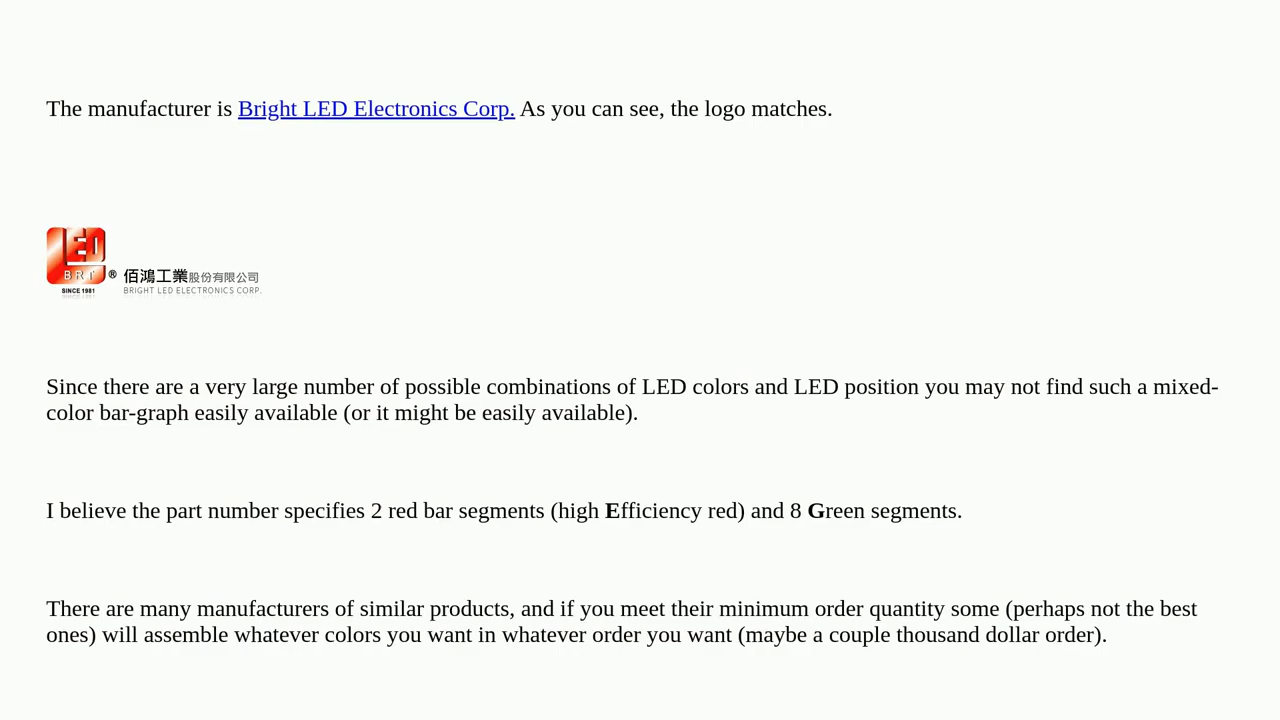 The manufacturer is Bright LED Electronics Corp. As you can see, the logo matches.
LED
BRT ®
SINCE 1981
佰鴻工業股份有限公司
BRIGHT LED ELECTRONICS CORP.
Since there are a very large number of possible combinations of LED colors and LED position you may not find such a mixed-
color bar-graph easily available (or it might be easily available).
I believe the part number specifies 2 red bar segments (high Efficiency red) and 8 Green segments.
There are many manufacturers of similar products, and if you meet their minimum order quantity some (perhaps not the best
ones) will assemble whatever colors you want in whatever order you want (maybe a couple thousand dollar order).